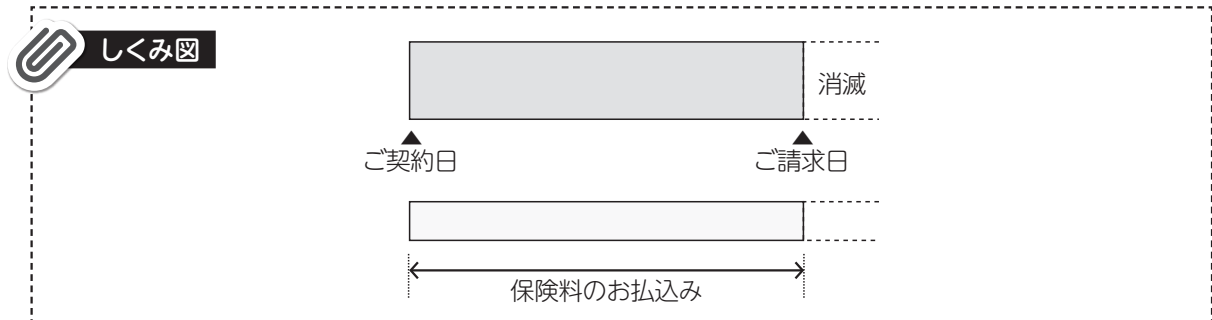 しくみ図
消滅
▲ ▲
ご契約日 ご請求日
保険料のお払込み